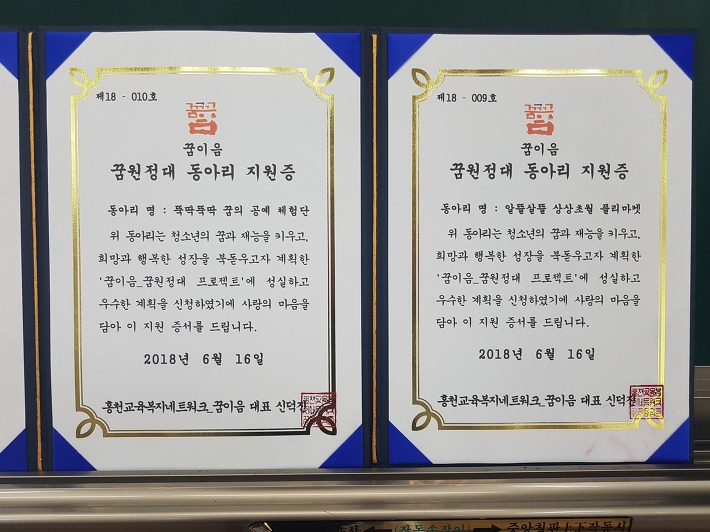 제18 - 010호
꿈이음
꿈원정대 동아리 지원증
동아리 명 : 뚝딱뚝딱 꿈의 공예 체험단
위 동아리는 청소년의 꿈과 재능을 키우고,
희망과 행복한 성장을 북돋우고자 계획한
'꿈이음_꿈원정대 프로젝트'에 성실하고
우수한 계획을 신청하였기에 사랑의 마음을
담아 이 지원 증서를 드립니다.
2018년 6월 16일
홍천교육복지네트워크_꿈이음 대표 신덕진
제18 - 009호
꿈이음
꿈원정대 동아리 지원증
동아리 명 : 알뜰살뜰 상상초월 플리마켓
위 동아리는 청소년의 꿈과 재능을 키우고,
희망과 행복한 성장을 북돋우고자 계획한
'꿈이음_꿈원정대 프로젝트'에 성실하고
우수한 계획을 신청하였기에 사랑의 마음을
담아 이 지원 증서를 드립니다.
2018년 6월 16일
홍천교육복지네트워크_꿈이음 대표 신덕진